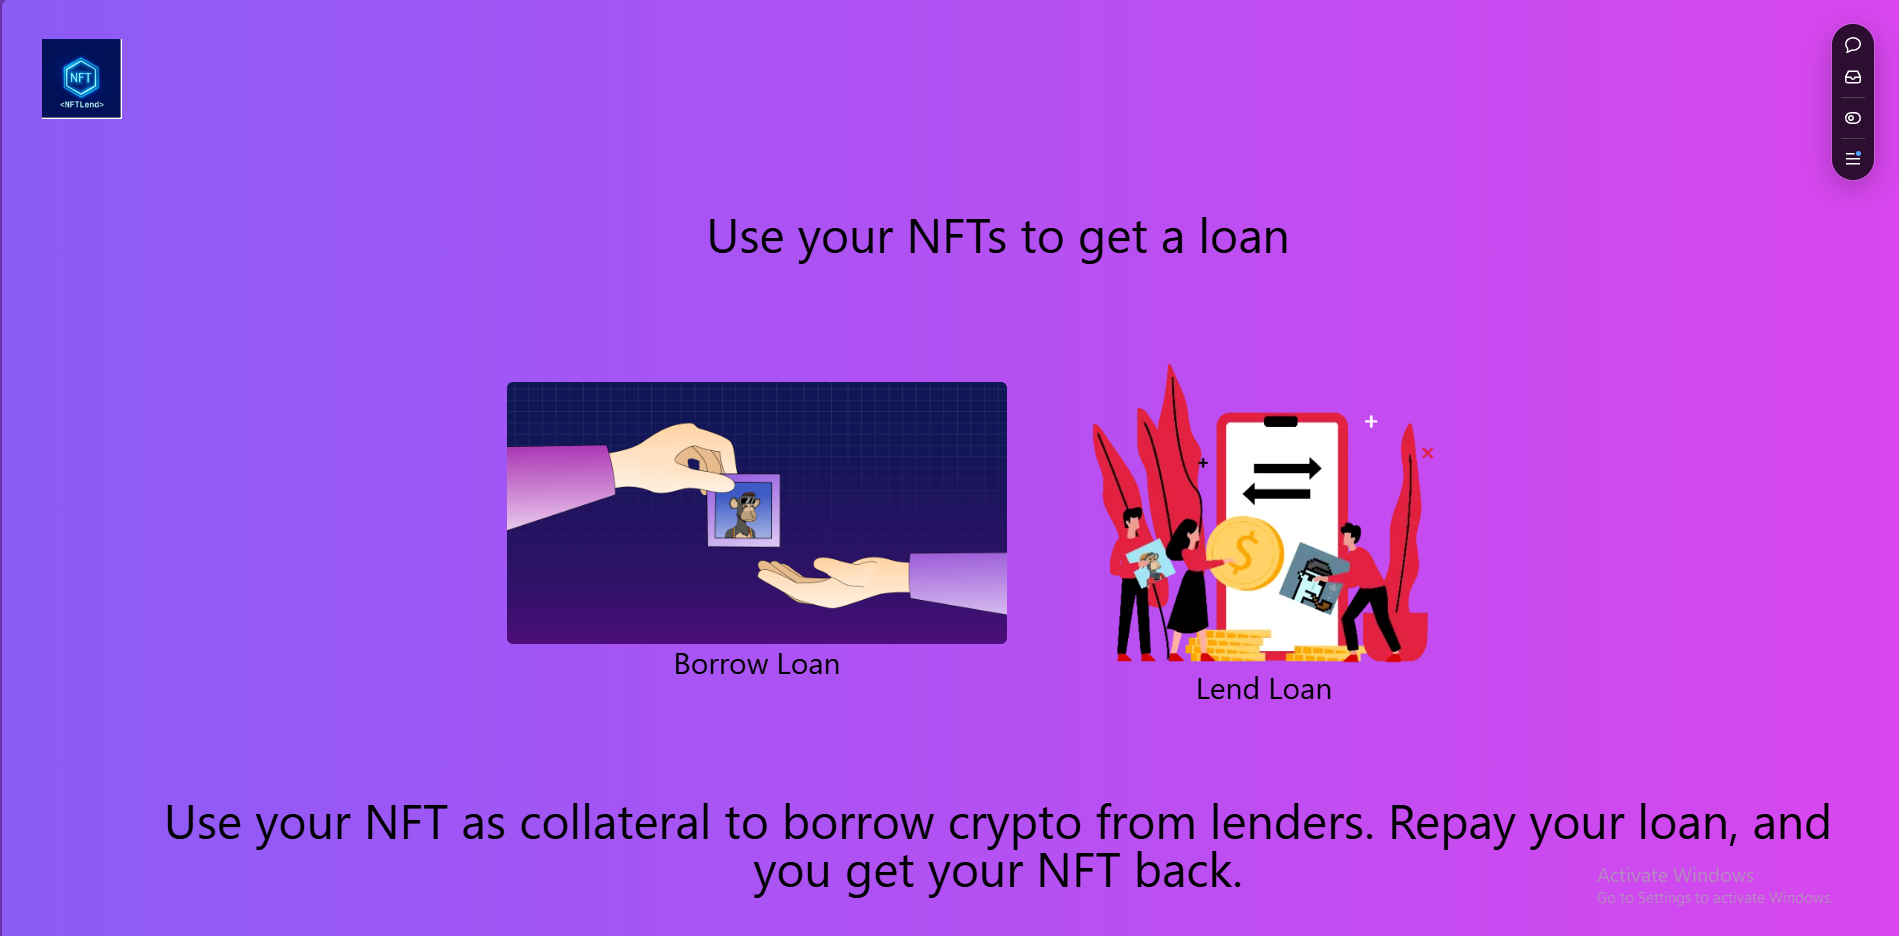 NFT
<NFTLend>
Use your NFTs to get a loan
$
Borrow Loan
Lend Loan
Use your NFT as collateral to borrow crypto from lenders. Repay your loan, and
you get your NFT back.
Activate Windows
Go to Settings to activate Windows.